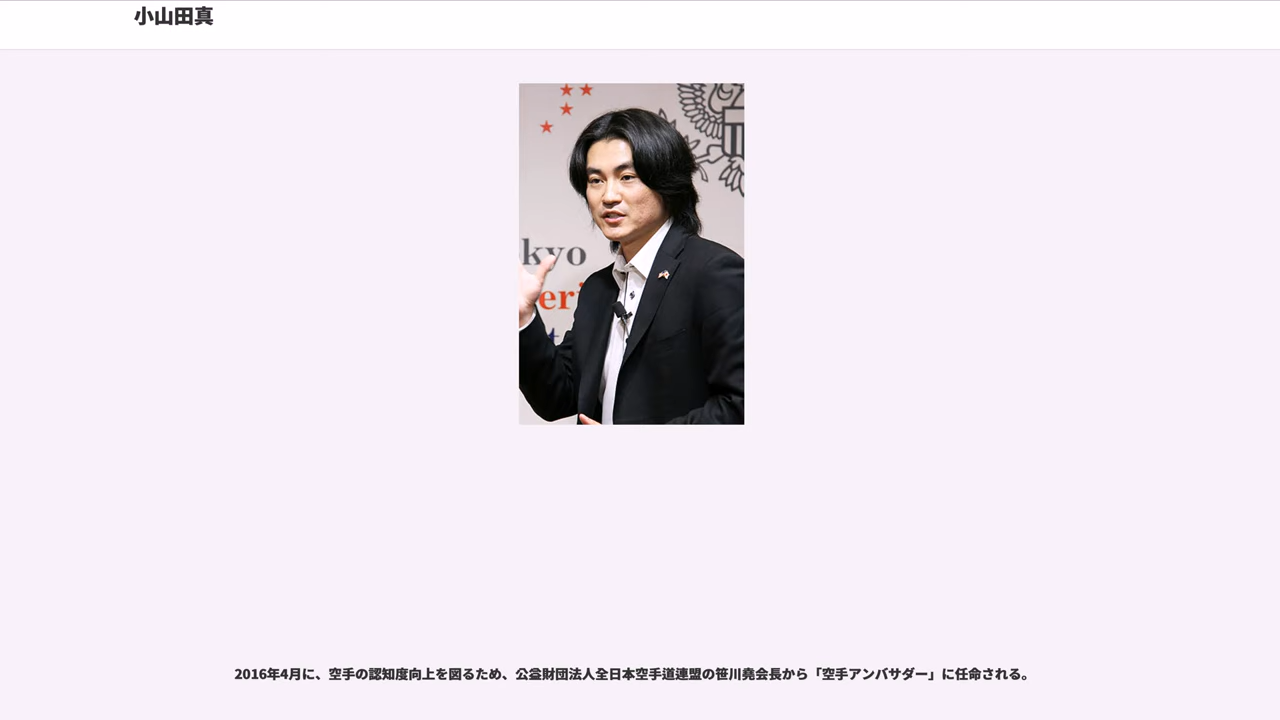 小山田真
kyo
eri
2016年4月に、空手の認知度向上を図るため、公益財団法人全日本空手道連盟の笹川堯会長から「空手アンバサダー」に任命される。